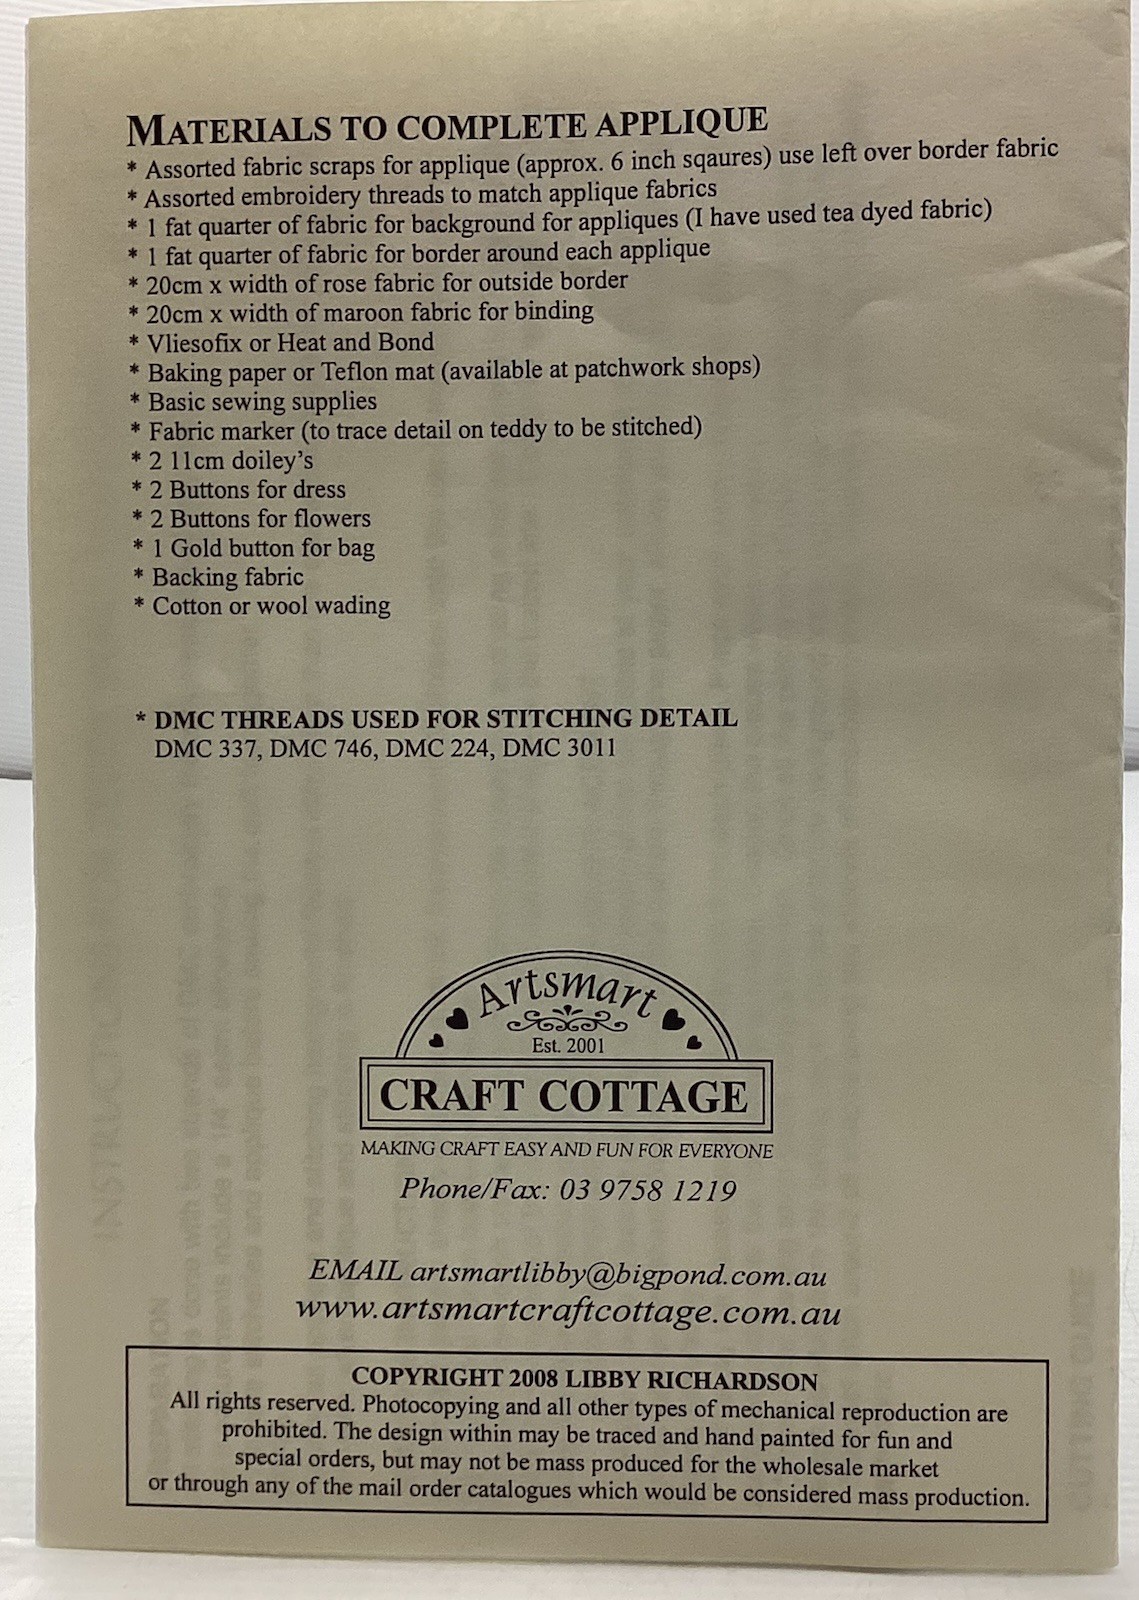 MATERIALS TO COMPLETE APPLIQUE
* Assorted fabric scraps for applique (approx. 6 inch sqaures) use left over border fabric
* Assorted embroidery threads to match applique fabrics
* 1 fat quarter of fabric for background for appliques (I have used tea dyed fabric)
* 1 fat quarter of fabric for border around each applique
* 20cm x width of rose fabric for outside border
* 20cm x width of maroon fabric for binding
* Vliesofix or Heat and Bond
* Baking paper or Teflon mat (available at patchwork shops)
* Basic sewing supplies
* Fabric marker (to trace detail on teddy to be stitched)
* 2 11cm doiley's
* 2 Buttons for dress
* 2 Buttons for flowers
* 1 Gold button for bag
* Backing fabric
* Cotton or wool wading
* DMC THREADS USED FOR STITCHING DETAIL
DMC 337, DMC 746, DMC 224, DMC 3011
Artsmart
Est. 2001
CRAFT COTTAGE
MAKING CRAFT EASY AND FUN FOR EVERYONE
Phone/Fax: 03 9758 1219
EMAIL artsmartlibby@bigpond.com.au
www.artsmartcraftcottage.com.au
COPYRIGHT 2008 LIBBY RICHARDSON
All rights reserved. Photocopying and all other types of mechanical reproduction are
prohibited. The design within may be traced and hand painted for fun and
special orders, but may not be mass produced for the wholesale market
or through any of the mail order catalogues which would be considered mass production.